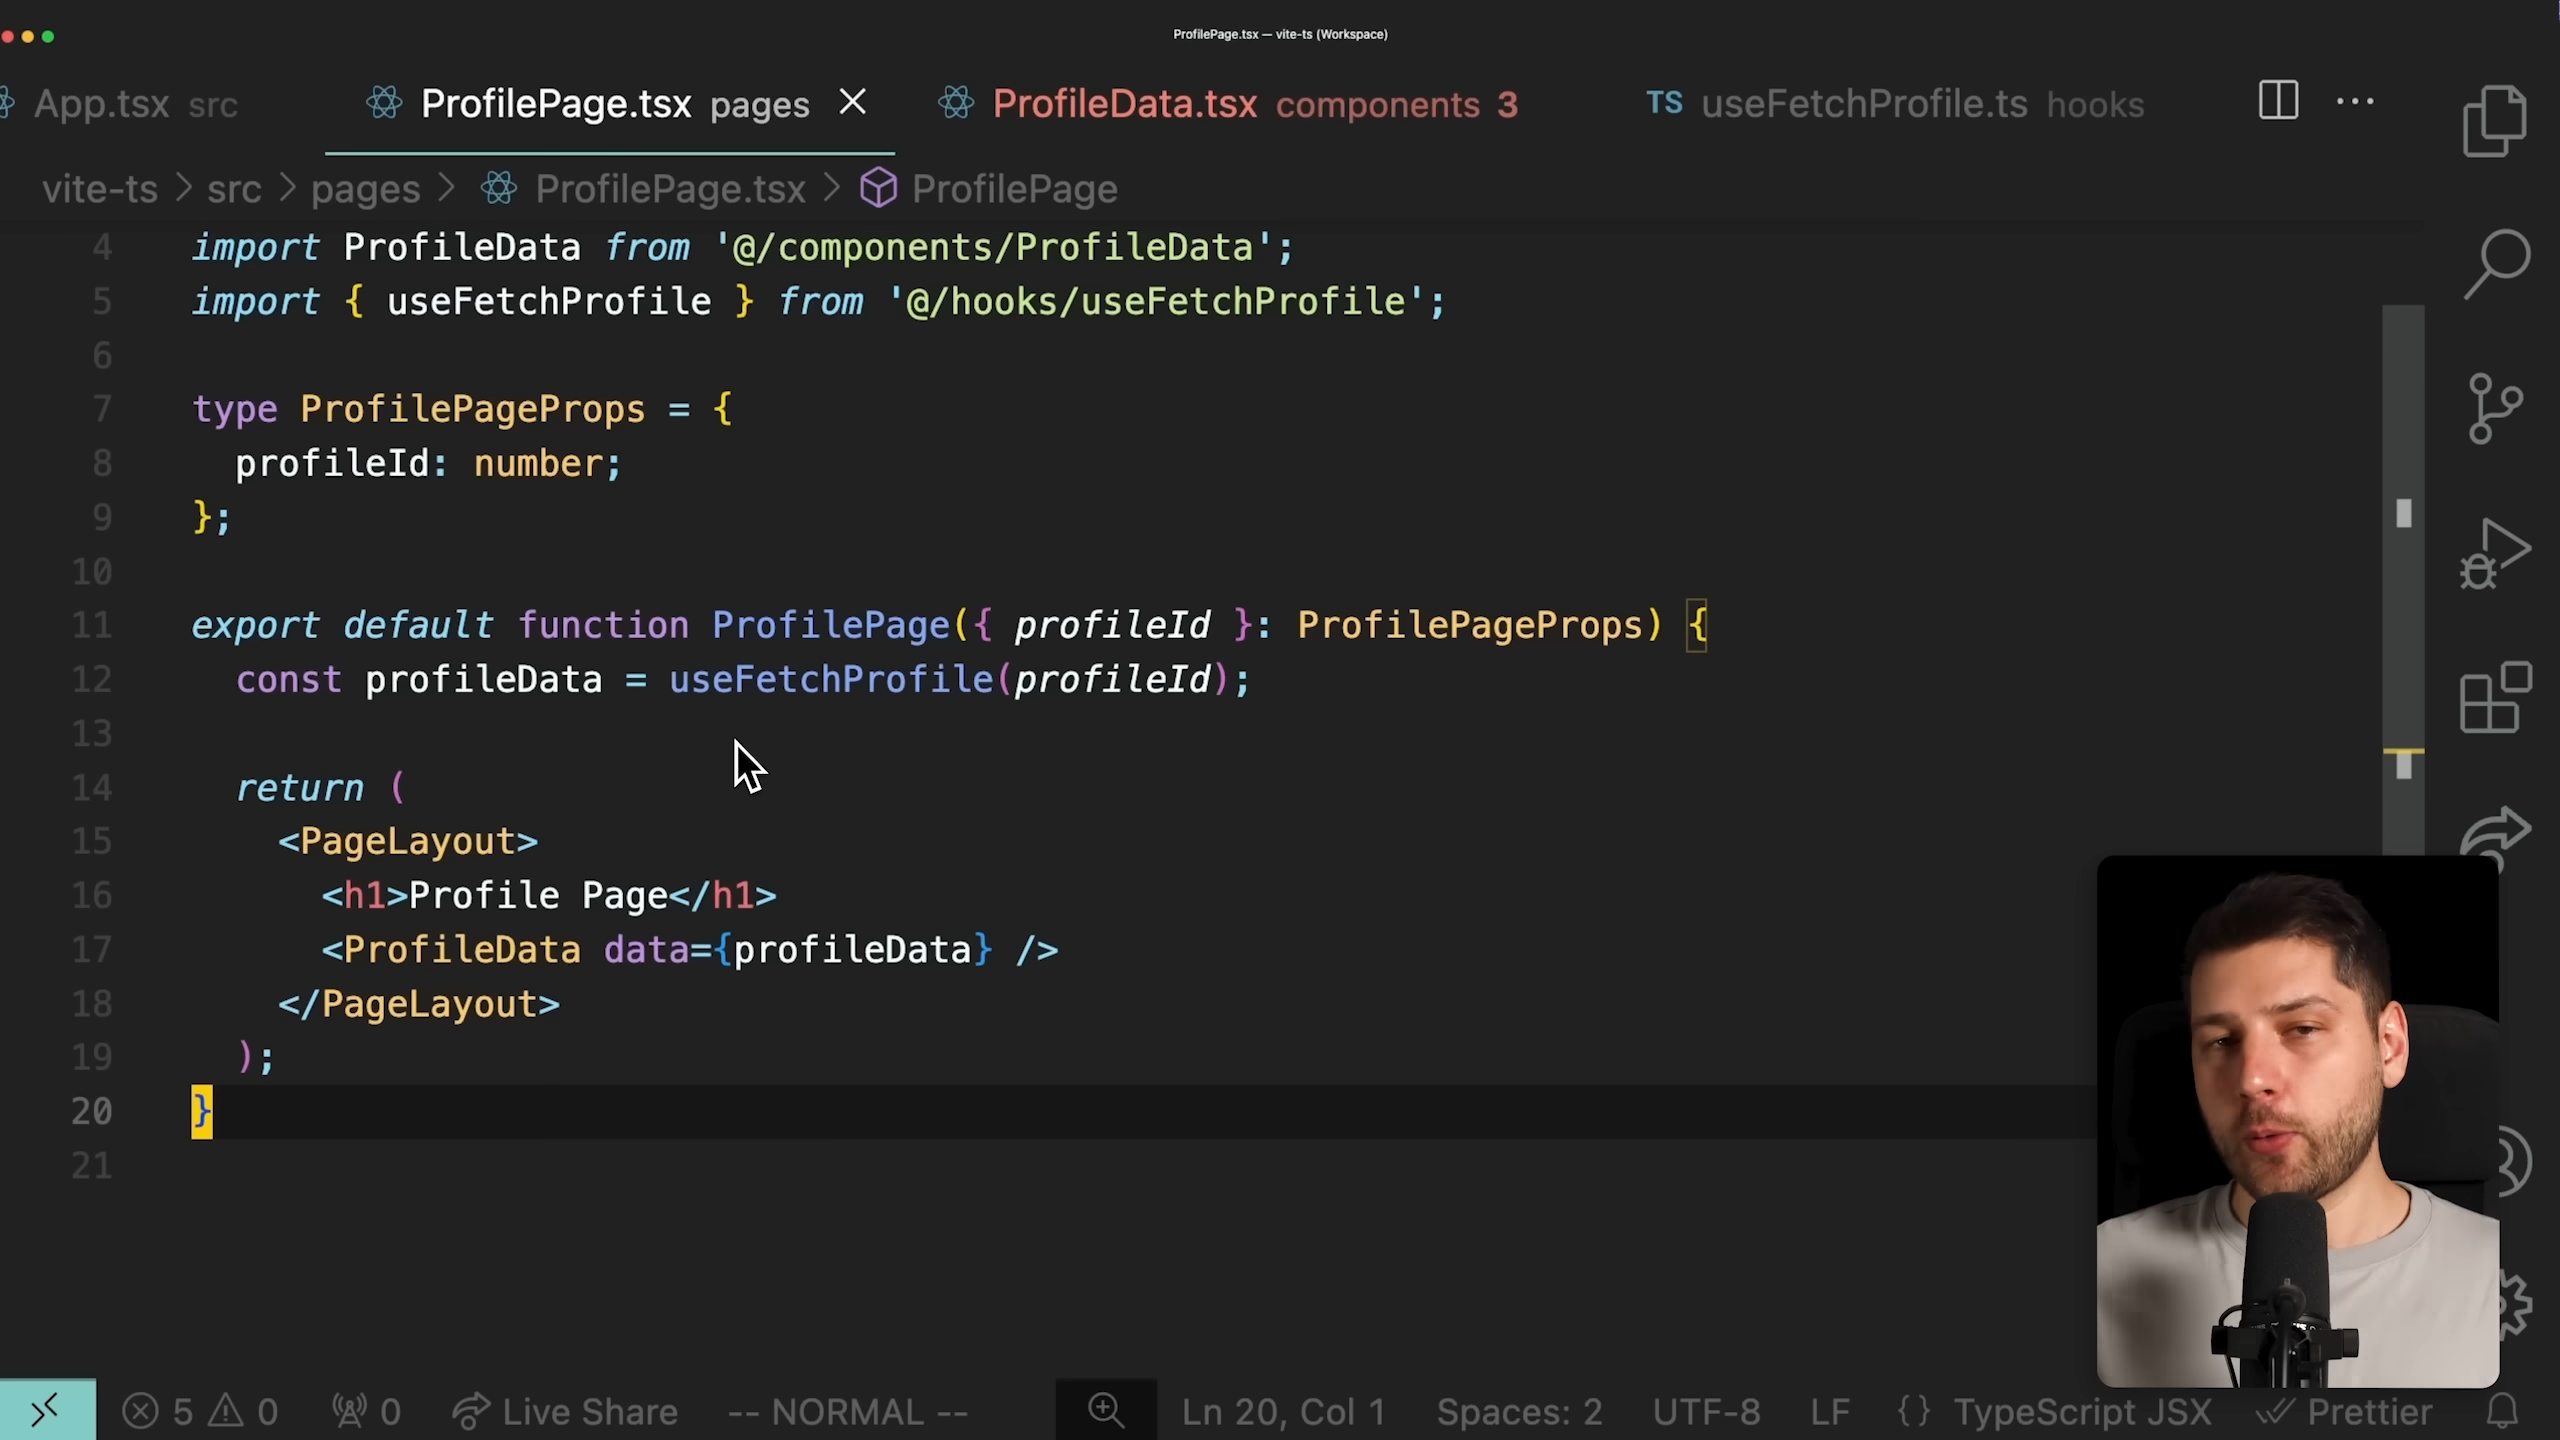 ProfilePage.tsx — vite-ts (Workspace)
App.tsx src ProfilePage.tsx pages ProfileData.tsx components 3 TS useFetchProfile.ts hooks
vite-ts > src > pages > ProfilePage.tsx > ProfilePage
4 import ProfileData from '@/components/ProfileData';
5 import { useFetchProfile } from '@/hooks/useFetchProfile';
6
7 type ProfilePageProps = {
8 profileId: number;
9 };
10
11 export default function ProfilePage({ profileId }: ProfilePageProps) {
12 const profileData = useFetchProfile(profileId);
13
14 return (
15 <PageLayout>
16 <h1>Profile Page</h1>
17 <ProfileData data={profileData} />
18 </PageLayout>
19 );
20 }
21
5 0 0 Live Share -- NORMAL -- Ln 20, Col 1 Spaces: 2 UTF-8 LF {} TypeScript JSX Prettier